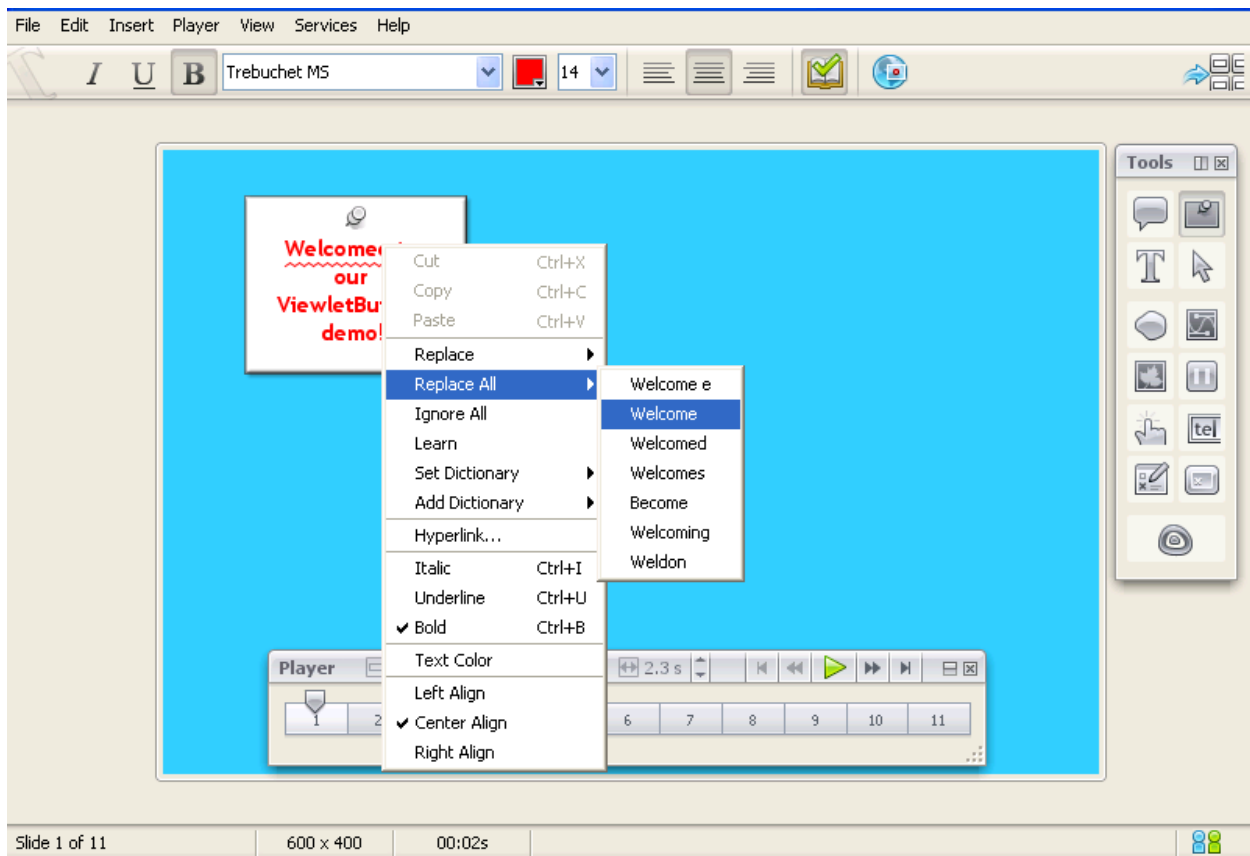 File Edit Insert Player View Services Help
I U B Trebuchet MS 14
Tools
Welcomee
our
demo!
T
tel
Cut Ctrl+X
Copy Ctrl+C
Paste Ctrl+V
Replace
Replace All
Ignore All
Learn
Set Dictionary
Add Dictionary
Hyperlink...
Italic Ctrl+I
Underline Ctrl+U
Bold Ctrl+B
Text Color
Left Align
Center Align
Right Align
Welcome e
Welcome
Welcomed
Welcomes
Become
Welcoming
Weldon
Player 2.3 s
1 2 6 7 8 9 10 11
Slide 1 of 11 600 x 400 00:02s